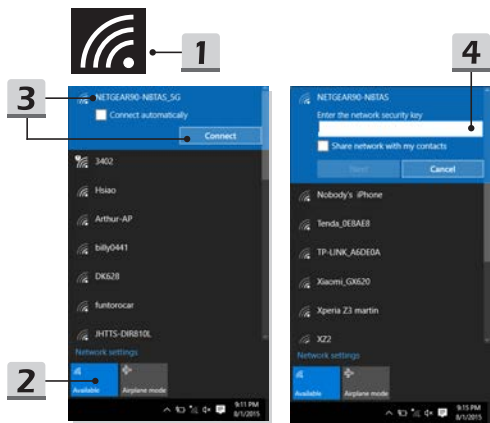 1
4
3
NETGEAR90-N8TAS_5G
Connect automatically
Connect
3402
Hsiao
Arthur-AP
billy0441
DK628
funtorocar
JHTTS-DIR810L
Network settings
2
Available
Airplane mode
9:11 PM
8/1/2015
NETGEAR90-N8TAS
Enter the network security key
Share network with my contacts
Next
Cancel
Nobody's iPhone
Tenda_0E8AE8
TP-LINK_A6DE0A
Xiaomi_GX620
Xperia Z3 martin
XZ2
Network settings
Available
Airplane mode
9:15 PM
8/1/2015